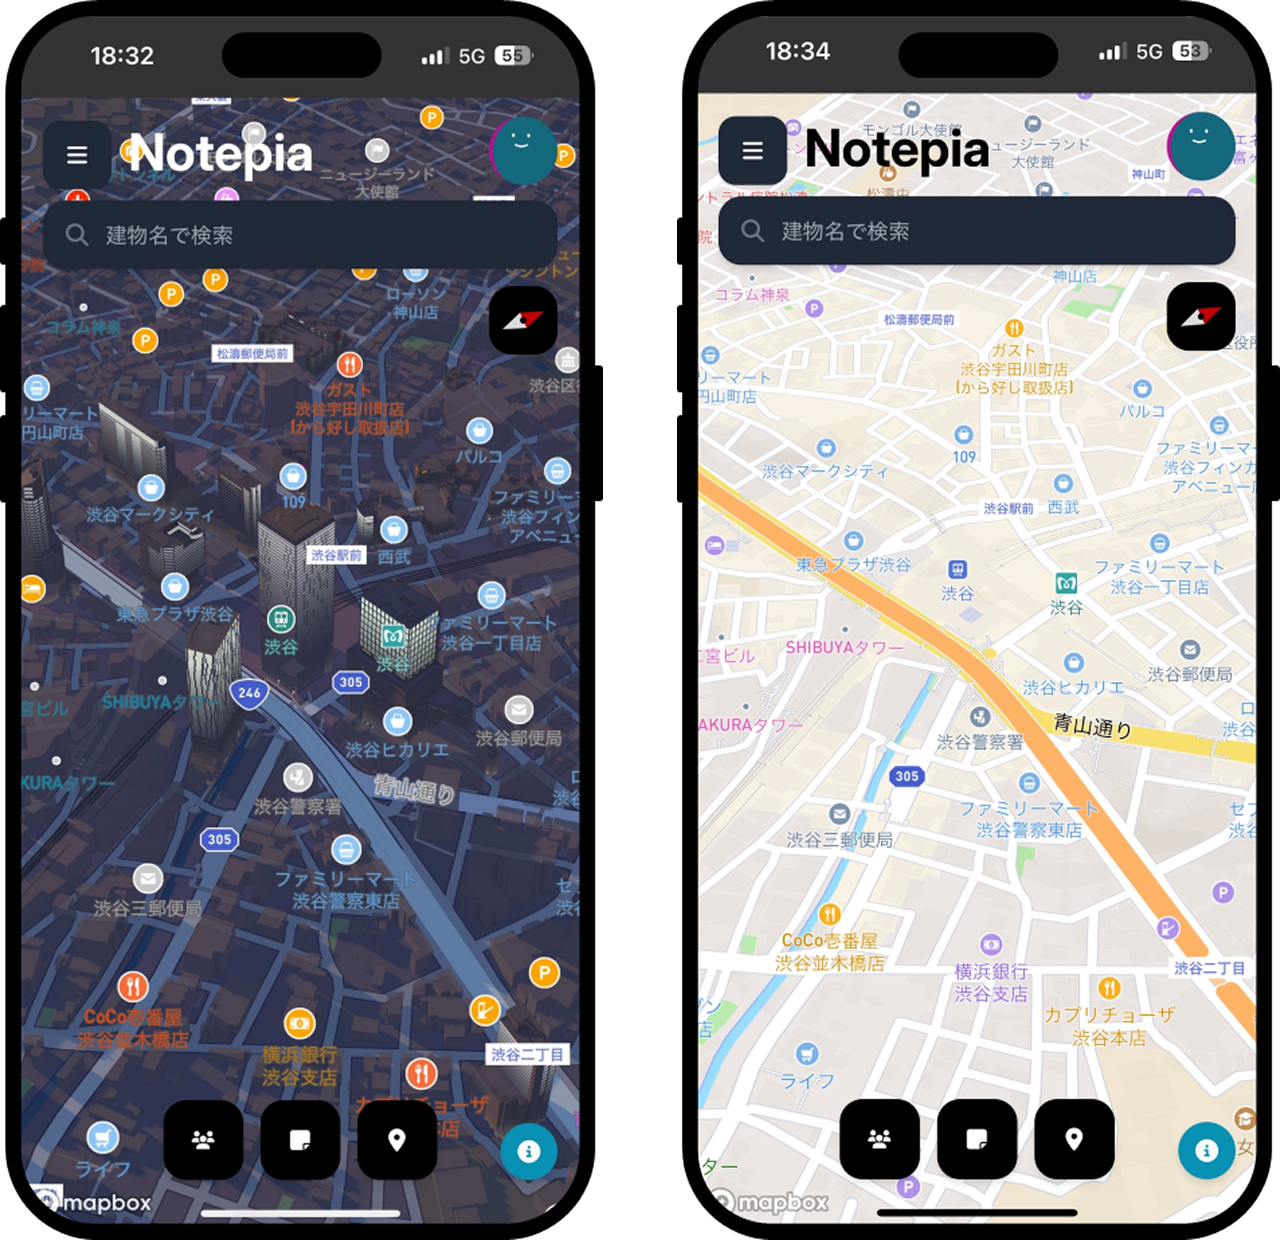 18:32
5G
55
Notepia
ニュージーランド
大使館
建物名で検索
ローソン
神山店
コラム神泉
松濤郵便局前
ガスト
渋谷宇田川町店
(から好し取扱店)
渋谷区
リーマート
円山町店
パルコ
109
渋谷マークシティ
ファミリー
渋谷フィン
アベニュー
渋谷駅前
西武
東急プラザ渋谷
ファミリーマート
渋谷一丁目店
渋谷
渋谷
305
246
SHIBUYAタワー
宮ビル
渋谷ヒカリエ
渋谷郵便局
KURAタワー
青山通り
渋谷警察署
305
ファミリーマート
渋谷警察東店
渋谷三郵便局
P
CoCo壱番屋
渋谷並木橋店
横浜銀行
渋谷支店
渋谷二丁目
カプリチョーザ
本店
ライフ
mapbox
18:34
5G
53
Notepia
モンゴル大使館
ニュージーランド
大使館
神山町
松濤中
建物名で検索
神山店
コラム神泉
P
松濤郵便局前
ガスト
渋谷宇田川町店
(から好し取扱店)
リーマート
円山町店
パルコ
109
渋谷マークシティ
ファミリーマー
渋谷フィンガ
アベニュー
渋谷駅前
西武
東急プラザ渋谷
ファミリーマート
渋谷一丁目店
渋谷
渋谷
SHIBUYAタワー
宮ビル
渋谷ヒカリエ
渋谷郵便局
AKURAタワー
青山通り
渋谷警察署
305
ファミリーマート
渋谷警察東店
渋谷三郵便局
P
CoCo壱番屋
渋谷並木橋店
横浜銀行
渋谷支店
渋谷二丁目
カプリチョーザ
渋谷本店
ライフ
ター
女
P
mapbox